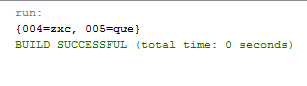 run:
{004=zxc, 005=que}
BUILD SUCCESSFUL (total time: 0 seconds)